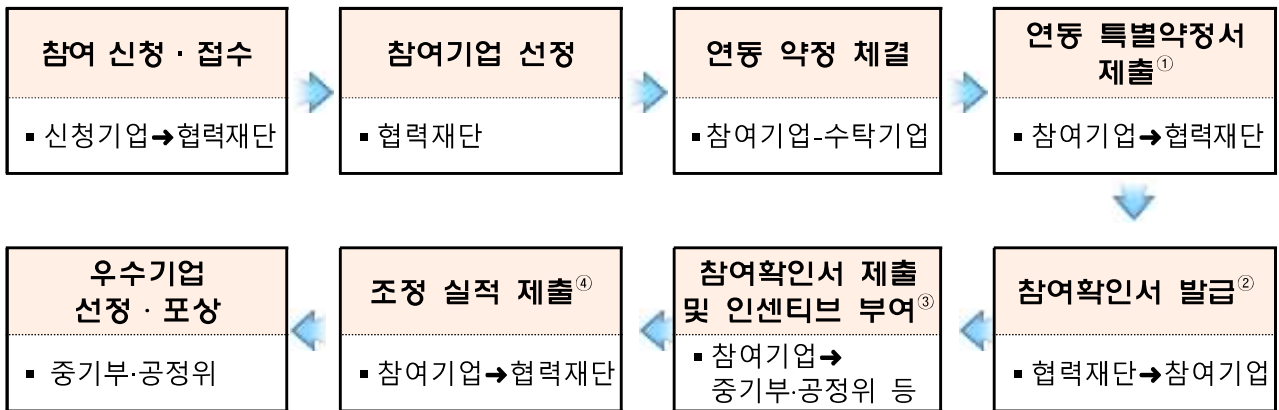 참여 신청 · 접수
▪ 신청기업➔협력재단
참여기업 선정
▪ 협력재단
연동 약정 체결
▪참여기업-수탁기업
연동 특별약정서
제출①
▪ 참여기업➔협력재단
참여확인서 발급②
▪ 협력재단➔참여기업
참여확인서 제출
및 인센티브 부여③
▪ 참여기업➔
중기부·공정위 등
조정 실적 제출④
▪ 참여기업➔협력재단
우수기업
선정 · 포상
▪ 중기부·공정위